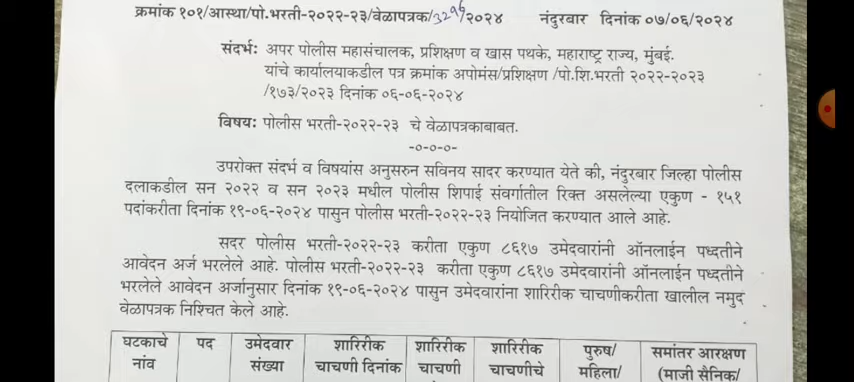 क्रमांक १०१/आस्था/पो.भरती-२०२२-२३/वेळापत्रक/3296/२०२४ नंदुरबार दिनांक ०७/०६/२०२४
संदर्भ: अपर पोलीस महासंचालक, प्रशिक्षण व खास पथके, महाराष्ट्र राज्य, मुंबई.
यांचे कार्यालयाकडील पत्र क्रमांक अपोमंस/प्रशिक्षण /पो.शि.भरती २०२२-२०२३
/१७३/२०२३ दिनांक ०६-०६-२०२४
विषय: पोलीस भरती-२०२२-२३ चे वेळापत्रकाबाबत.
-०-०-०-
उपरोक्त संदर्भ व विषयांस अनुसरुन सविनय सादर करण्यात येते की, नंदुरबार जिल्हा पोलीस
दलाकडील सन २०२२ व सन २०२३ मधील पोलीस शिपाई संवर्गातील रिक्त असलेल्या एकुण - १५१
पदांकरीता दिनांक १९-०६-२०२४ पासुन पोलीस भरती-२०२२-२३ नियोजित करण्यात आले आहे.
सदर पोलीस भरती-२०२२-२३ करीता एकुण ८६१७ उमेदवारांनी ऑनलाईन पध्दतीने
आवेदन अर्ज भरलेले आहे. पोलीस भरती-२०२२-२३ करीता एकुण ८६१७ उमेदवारांनी ऑनलाईन पध्दतीने
भरलेले आवेदन अर्जानुसार दिनांक १९-०६-२०२४ पासुन उमेदवारांना शारिरीक चाचणीकरीता खालील नमुद
वेळापत्रक निश्चित केले आहे.
घटकाचे पद उमेदवार शारिरीक शारिरीक शारिरीक पुरुष/ समांतर आरक्षण
नांव संख्या चाचणी दिनांक चाचणी चाचणीचे महिला/ (माजी सैनिक/